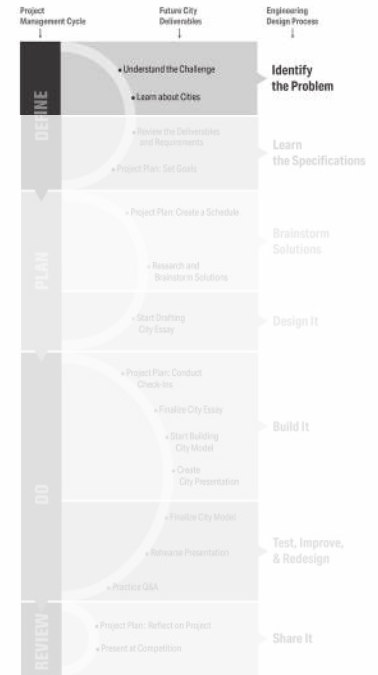 Project
Management Cycle
Future City
Deliverables
Engineering
Design Process
DEFINE
• Understand the Challenge
• Learn about Cities
Identify
the Problem
• Review the Deliverables
and Requirements
• Project Plan: Set Goals
Learn
the Specifications
PLAN
• Project Plan: Create a Schedule
• Research and
Brainstorm Solutions
Brainstorm
Solutions
• Start Drafting
City Essay
Design It
DO
• Project Plan: Conduct
Check-Ins
• Finalize City Essay
• Start Building
City Model
• Create
City Presentation
Build It
• Finalize City Model
• Rehearse Presentation
• Practice Q&A
Test, Improve,
& Redesign
REVIEW
• Project Plan: Reflect on Project
• Present at Competition
Share It